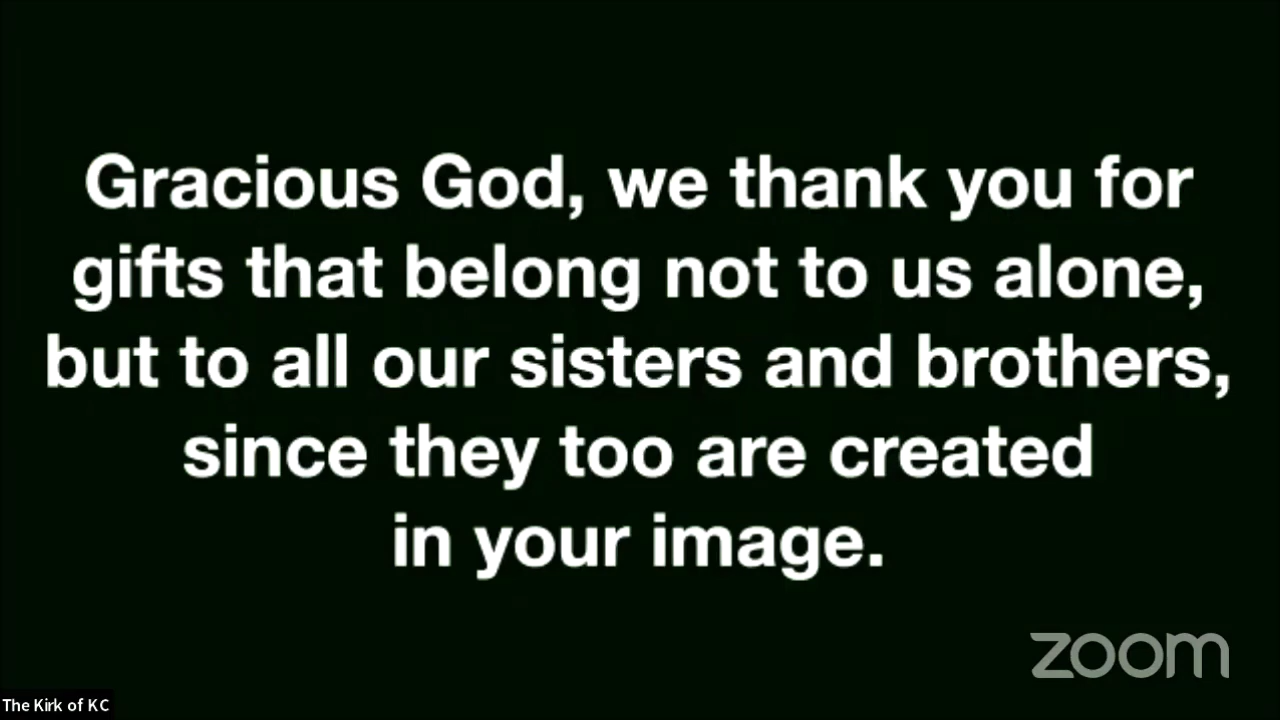 Gracious God, we thank you for
gifts that belong not to us alone,
but to all our sisters and brothers,
since they too are created
in your image.
zoom
The Kirk of KC